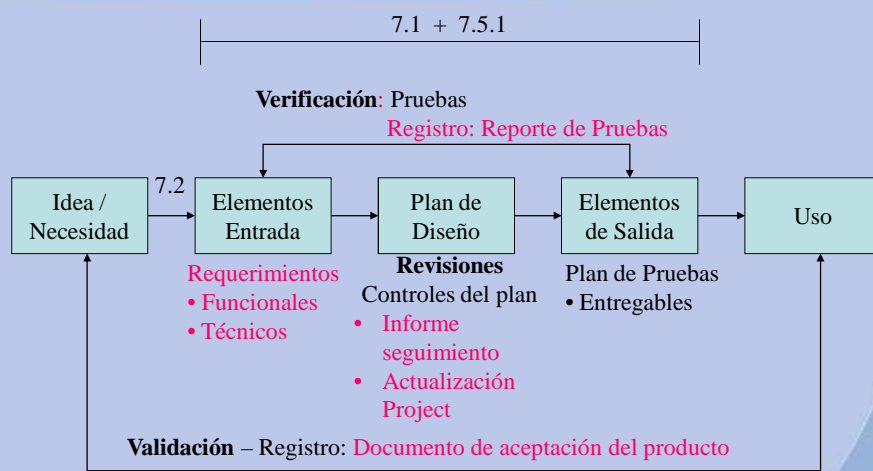 7.1 + 7.5.1
Verificación: Pruebas
Registro: Reporte de Pruebas
Idea /
Necesidad
7.2
Elementos
Entrada
Plan de
Diseño
Elementos
de Salida
Uso
Requerimientos
• Funcionales
• Técnicos
Revisiones
Controles del plan
• Informe
seguimiento
• Actualización
Project
Plan de Pruebas
• Entregables
Validación – Registro: Documento de aceptación del producto